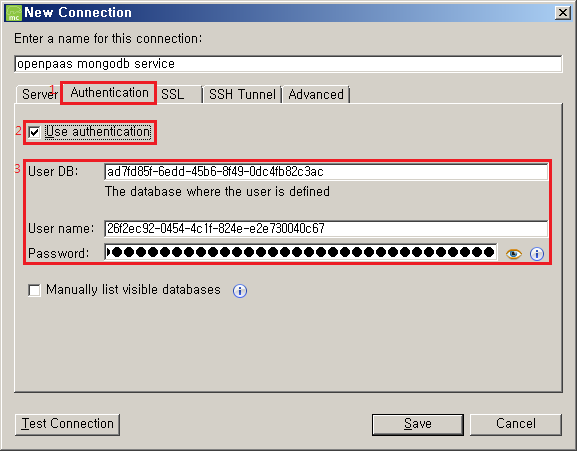 mc New Connection
Enter a name for this connection:
openpaas mongodb service
Server 1 Authentication SSL SSH Tunnel Advanced
2 Use authentication
3
User DB: ad7fd85f-6edd-45b6-8f49-0dc4fb82c3ac
The database where the user is defined
User name: 26f2ec92-0454-4c1f-824e-e2e730040c67
Password:
Manually list visible databases
Test Connection Save Cancel